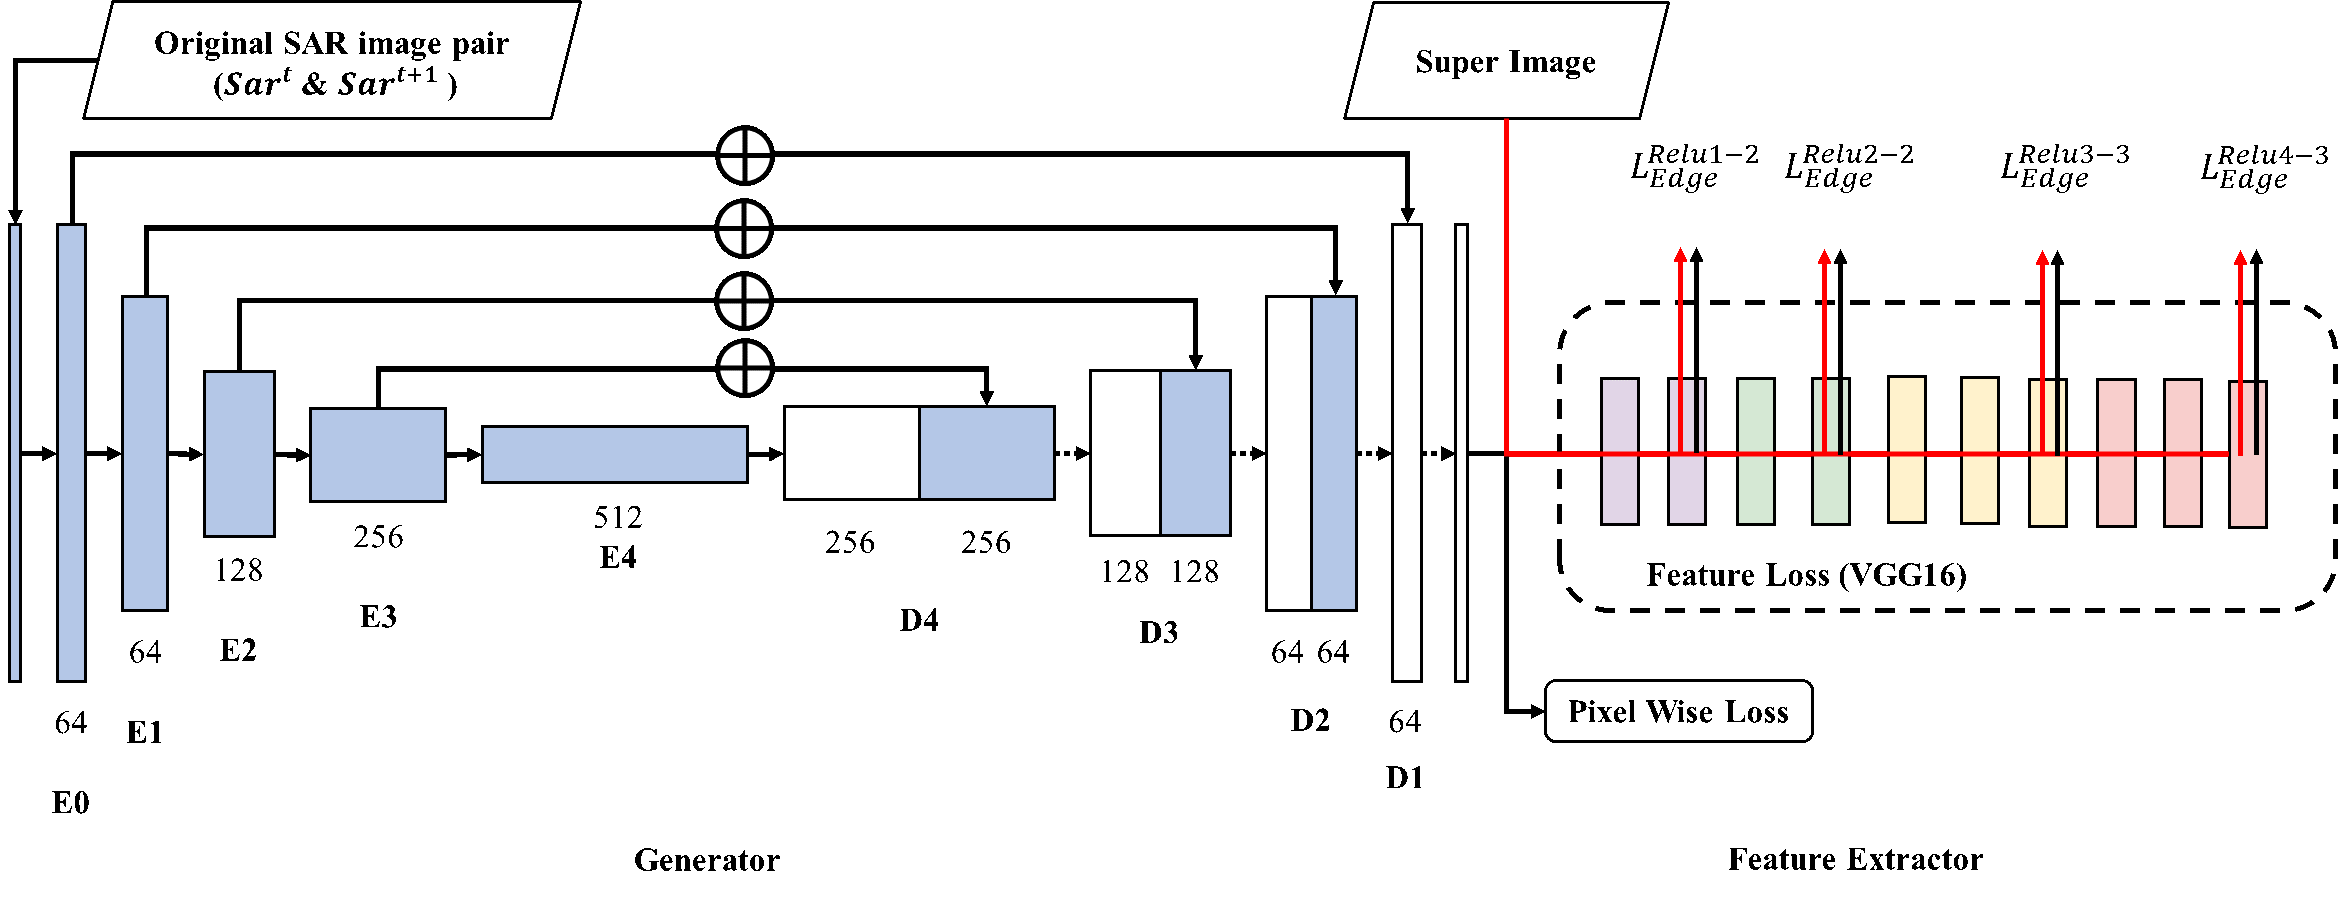 Original SAR image pair
(Sar^t & Sar^{t+1} )
Super Image
L_{Edge}^{Relu1−2}
L_{Edge}^{Relu2−2}
L_{Edge}^{Relu3−3}
L_{Edge}^{Relu4−3}
64
E0
64
E1
128
E2
256
E3
512
E4
256 256
D4
128 128
D3
64 64
D2
64
D1
Feature Loss (VGG16)
Pixel Wise Loss
Generator
Feature Extractor